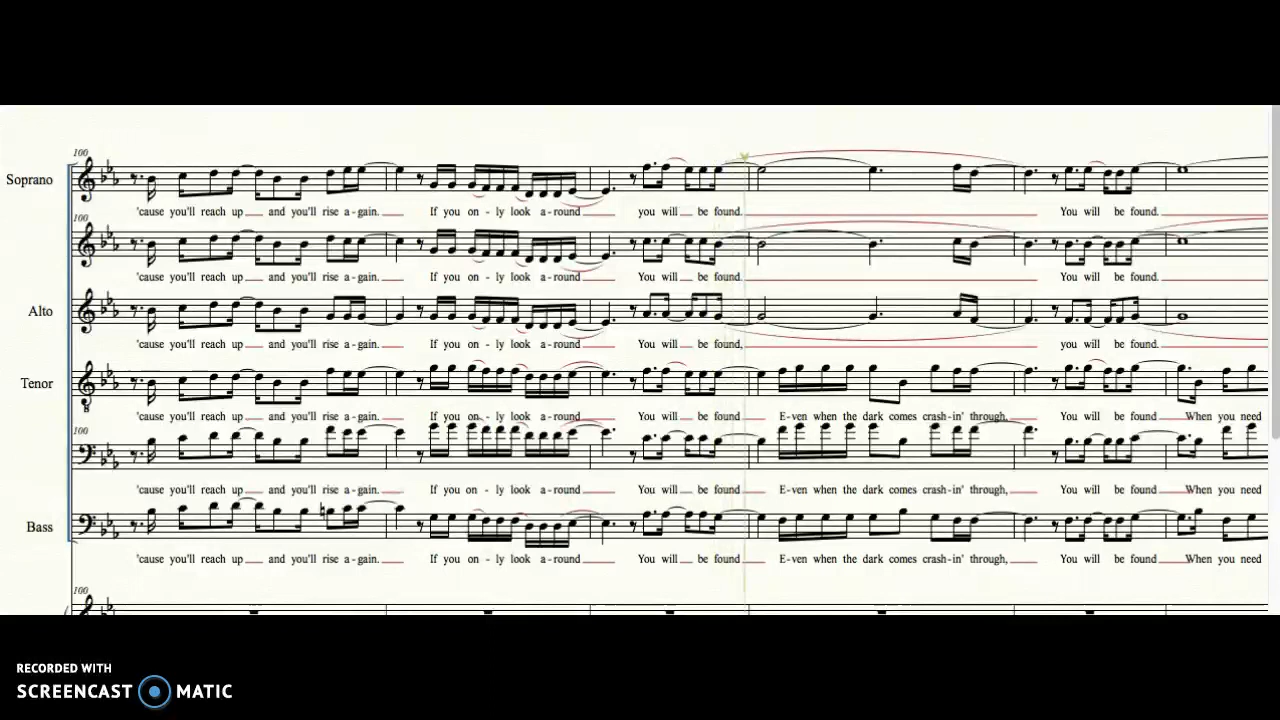 100
Soprano
'cause you'll reach up and you'll rise a-gain. If you on-ly look a-round you will be found. You will be found.
100
'cause you'll reach up and you'll rise a-gain. If you on-ly look a-round You will be found. You will be found.
Alto
'cause you'll reach up and you'll rise a-gain. If you on-ly look a-round You will be found, you will be found.
Tenor
8
'cause you'll reach up and you'll rise a-gain. If you on-ly look a-round You will be found E-ven when the dark comes crash-in' through, You will be found When you need
100
'cause you'll reach up and you'll rise a-gain. If you on-ly look a-round You will be found E-ven when the dark comes crash-in' through, You will be found When you need
Bass
'cause you'll reach up and you'll rise a-gain. If you on-ly look a-round You will be found E-ven when the dark comes crash-in' through, You will be found When you need
100
RECORDED WITH
SCREENCAST MATIC